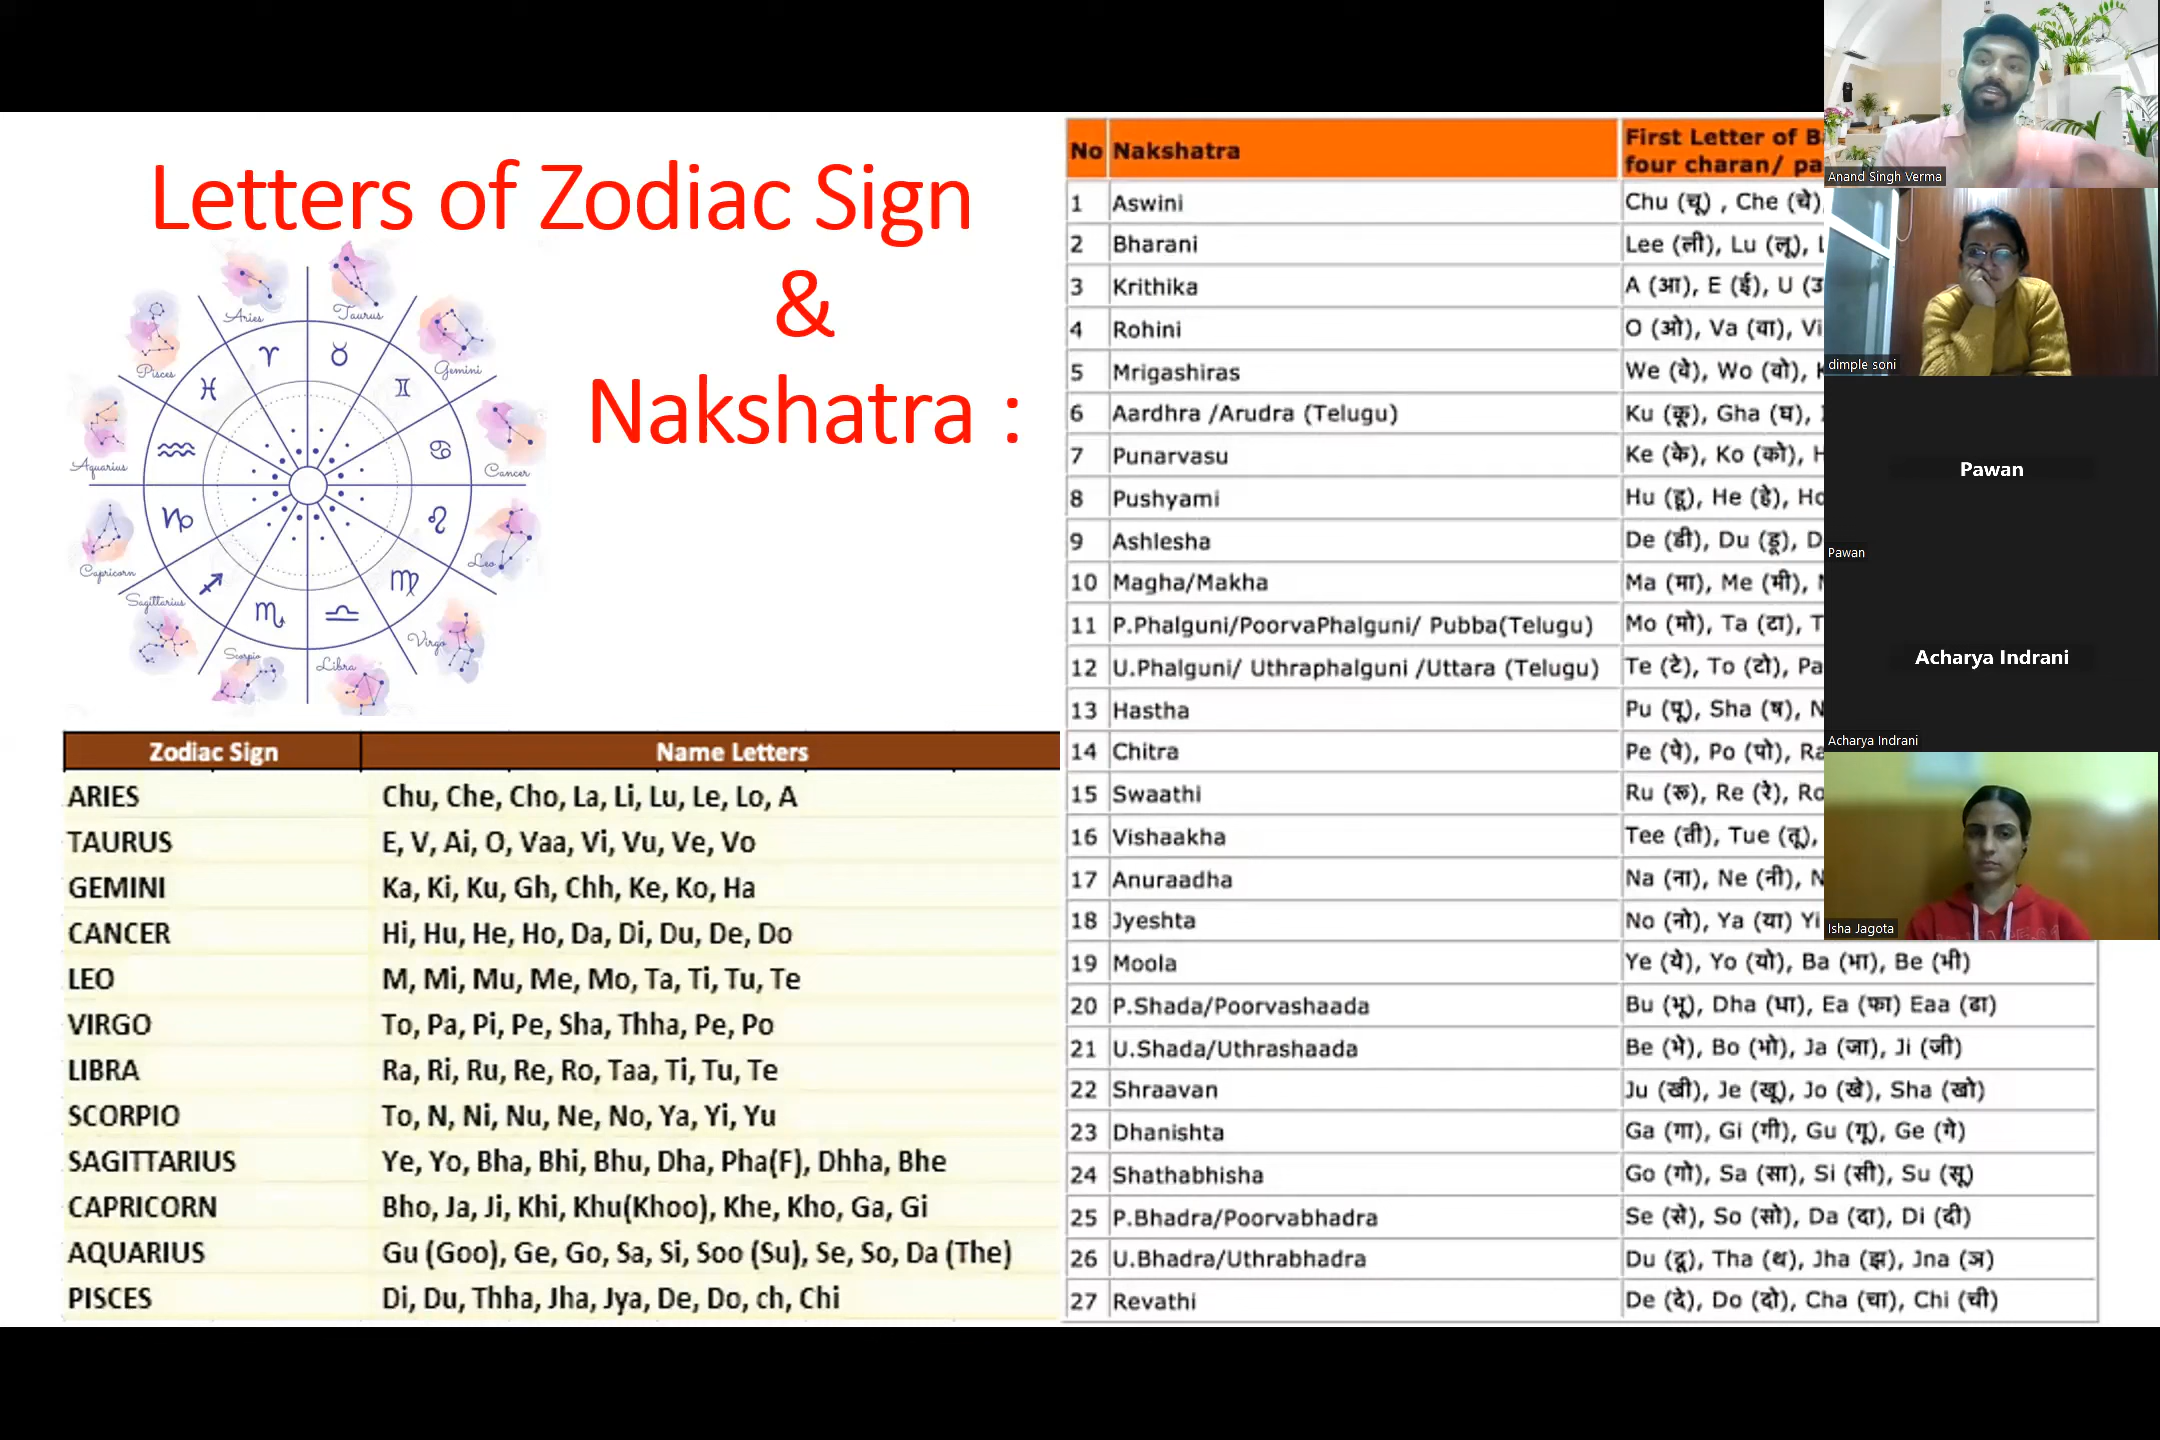 Letters of Zodiac Sign
&
Nakshatra :
Aries
Taurus
Gemini
Cancer
Leo
Virgo
Libra
Scorpio
Sagittarius
Capricorn
Aquarius
Pisces
Zodiac Sign Name Letters
ARIES Chu, Che, Cho, La, Li, Lu, Le, Lo, A
TAURUS E, V, Ai, O, Vaa, Vi, Vu, Ve, Vo
GEMINI Ka, Ki, Ku, Gh, Chh, Ke, Ko, Ha
CANCER Hi, Hu, He, Ho, Da, Di, Du, De, Do
LEO M, Mi, Mu, Me, Mo, Ta, Ti, Tu, Te
VIRGO To, Pa, Pi, Pe, Sha, Thha, Pe, Po
LIBRA Ra, Ri, Ru, Re, Ro, Taa, Ti, Tu, Te
SCORPIO To, N, Ni, Nu, Ne, No, Ya, Yi, Yu
SAGITTARIUS Ye, Yo, Bha, Bhi, Bhu, Dha, Pha(F), Dhha, Bhe
CAPRICORN Bho, Ja, Ji, Khi, Khu(Khoo), Khe, Kho, Ga, Gi
AQUARIUS Gu (Goo), Ge, Go, Sa, Si, Soo (Su), Se, So, Da (The)
PISCES Di, Du, Thha, Jha, Jya, De, Do, ch, Chi
No Nakshatra First Letter of
four charan/
1 Aswini Chu (चू) , Che (चे),
2 Bharani Lee (ली), Lu (लू),
3 Krithika A (आ), E (ई), U
4 Rohini O (ओ), Va (वा), Vi
5 Mrigashiras We (वे), Wo (वो),
6 Aardhra /Arudra (Telugu) Ku (कू), Gha (घ),
7 Punarvasu Ke (के), Ko (को),
8 Pushyami Hu (हू), He (हे),
9 Ashlesha De (डी), Du (डू),
10 Magha/Makha Ma (मा), Me (मी),
11 P.Phalguni/PoorvaPhalguni/ Pubba(Telugu) Mo (मो), Ta (टा),
12 U.Phalguni/ Uthraphalguni /Uttara (Telugu) Te (टे), To (टो), Pa
13 Hastha Pu (पू), Sha (ष),
14 Chitra Pe (पे), Po (पो), Ra
15 Swaathi Ru (रू), Re (रे),
16 Vishaakha Tee (ती), Tue (तू),
17 Anuraadha Na (ना), Ne (नी),
18 Jyeshta No (नो), Ya (या) Yi
19 Moola Ye (ये), Yo (यो), Ba (भा), Be (भी)
20 P.Shada/Poorvashaada Bu (भू), Dha (धा), Ea (फा) Eaa (ढा)
21 U.Shada/Uthrashaada Be (भे), Bo (भो), Ja (जा), Ji (जी)
22 Shraavan Ju (खी), Je (खू), Jo (खे), Sha (खो)
23 Dhanishta Ga (गा), Gi (गी), Gu (गू), Ge (गे)
24 Shathabhisha Go (गो), Sa (सा), Si (सी), Su (सू)
25 P.Bhadra/Poorvabhadra Se (से), So (सो), Da (दा), Di (दी)
26 U.Bhadra/Uthrabhadra Du (दू), Tha (थ), Jha (झ), Jna (ञ)
27 Revathi De (दे), Do (दो), Cha (चा), Chi (ची)
Anand Singh Verma
dimple soni
Pawan
Pawan
Acharya Indrani
Acharya Indrani
Isha Jagota